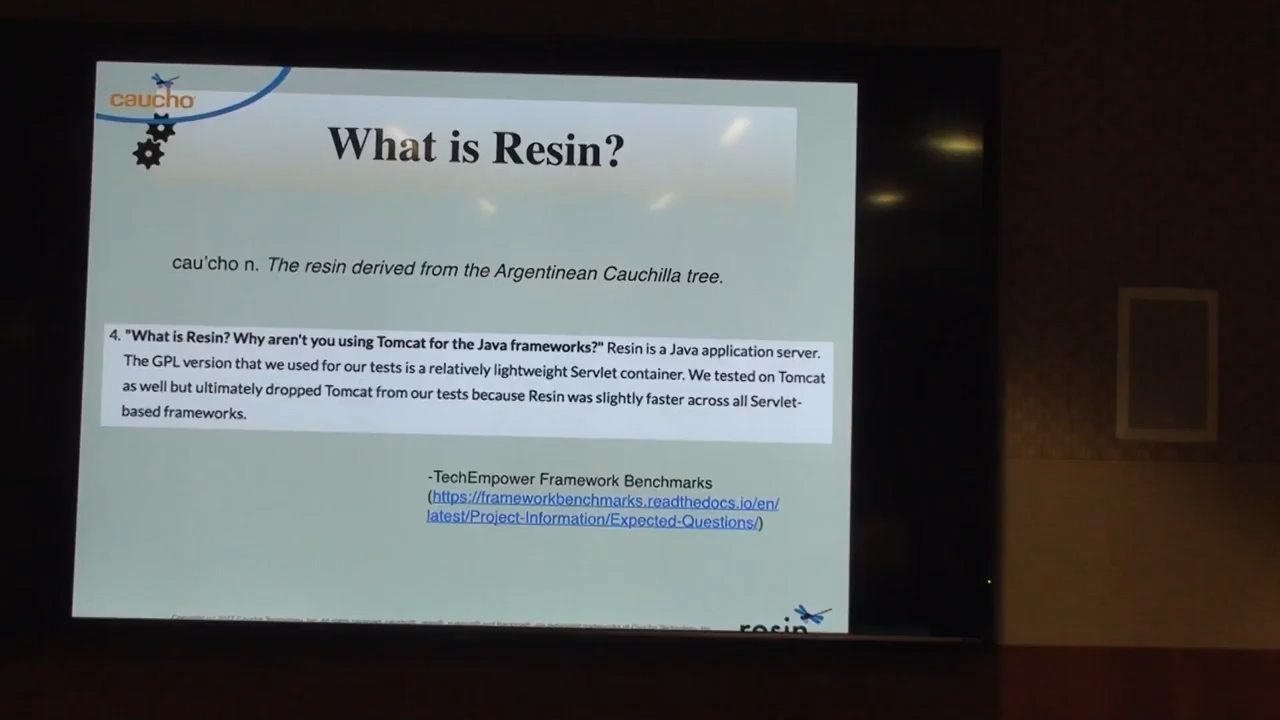 caucho
What is Resin?
cau'cho n. The resin derived from the Argentinean Cauchilla tree.
4. "What is Resin? Why aren't you using Tomcat for the Java frameworks?" Resin is a Java application server.
The GPL version that we used for our tests is a relatively lightweight Servlet container. We tested on Tomcat
as well but ultimately dropped Tomcat from our tests because Resin was slightly faster across all Servlet-
based frameworks.
-TechEmpower Framework Benchmarks
(https://frameworkbenchmarks.readthedocs.io/en/
latest/Project-Information/Expected-Questions/)
resin